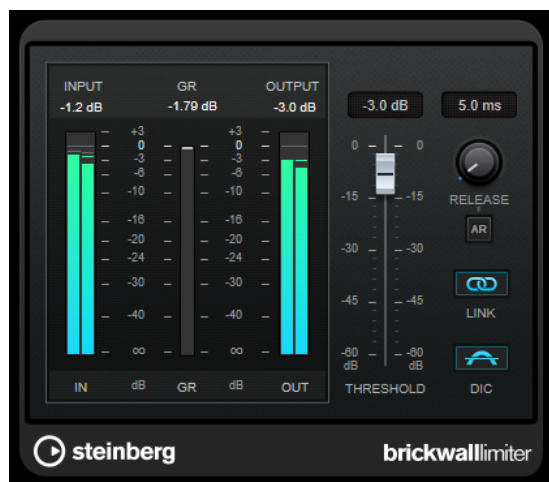 INPUT GR OUTPUT
-1.2 dB -1.79 dB -3.0 dB -3.0 dB 5.0 ms
+3 +3
0 0 0 0
-3 -3
-6 -6
-10 -10
-15 -15 RELEASE
-16 -16
AR
-20 -20
-24 -24 -30 -30
-30 -30
-45 -45
-40 -40 LINK
∞ ∞ -60 -60
dB dB
IN dB GR dB OUT THRESHOLD DIC
steinberg brickwalllimiter